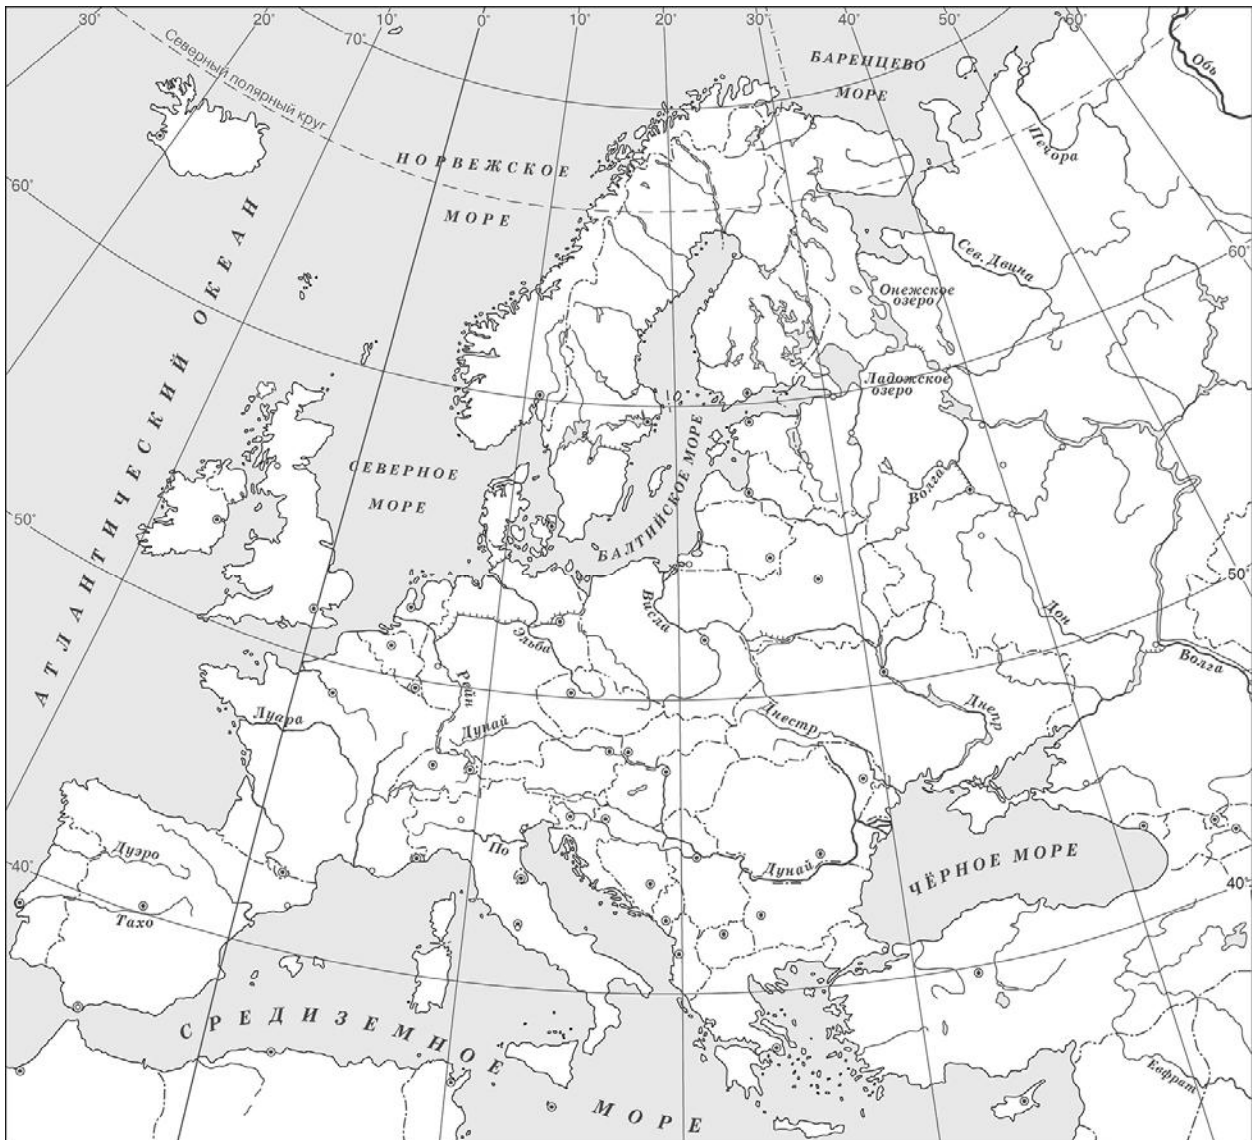 30° 20° 10° 0° 10° 20° 30° 40° 50° 60°
70°
Северный полярный круг
БАРЕНЦЕВО
МОРЕ
Обь
Печора
НОРВЕЖСКОЕ
МОРЕ
60°
60°
Сев. Двина
Онежское
озеро
АТЛАНТИЧЕСКИЙ ОКЕАН
Ладожское
озеро
СЕВЕРНОЕ
МОРЕ
БАЛТИЙСКОЕ МОРЕ
Волга
50°
50°
Висла
Дон
Эльба
Волга
Рейн
Луара
Дунай
Днестр
Днепр
По
Дуэро
Дунай
ЧЁРНОЕ МОРЕ
40°
40°
Тахо
СРЕДИЗЕМНОЕ
МОРЕ
Евфрат